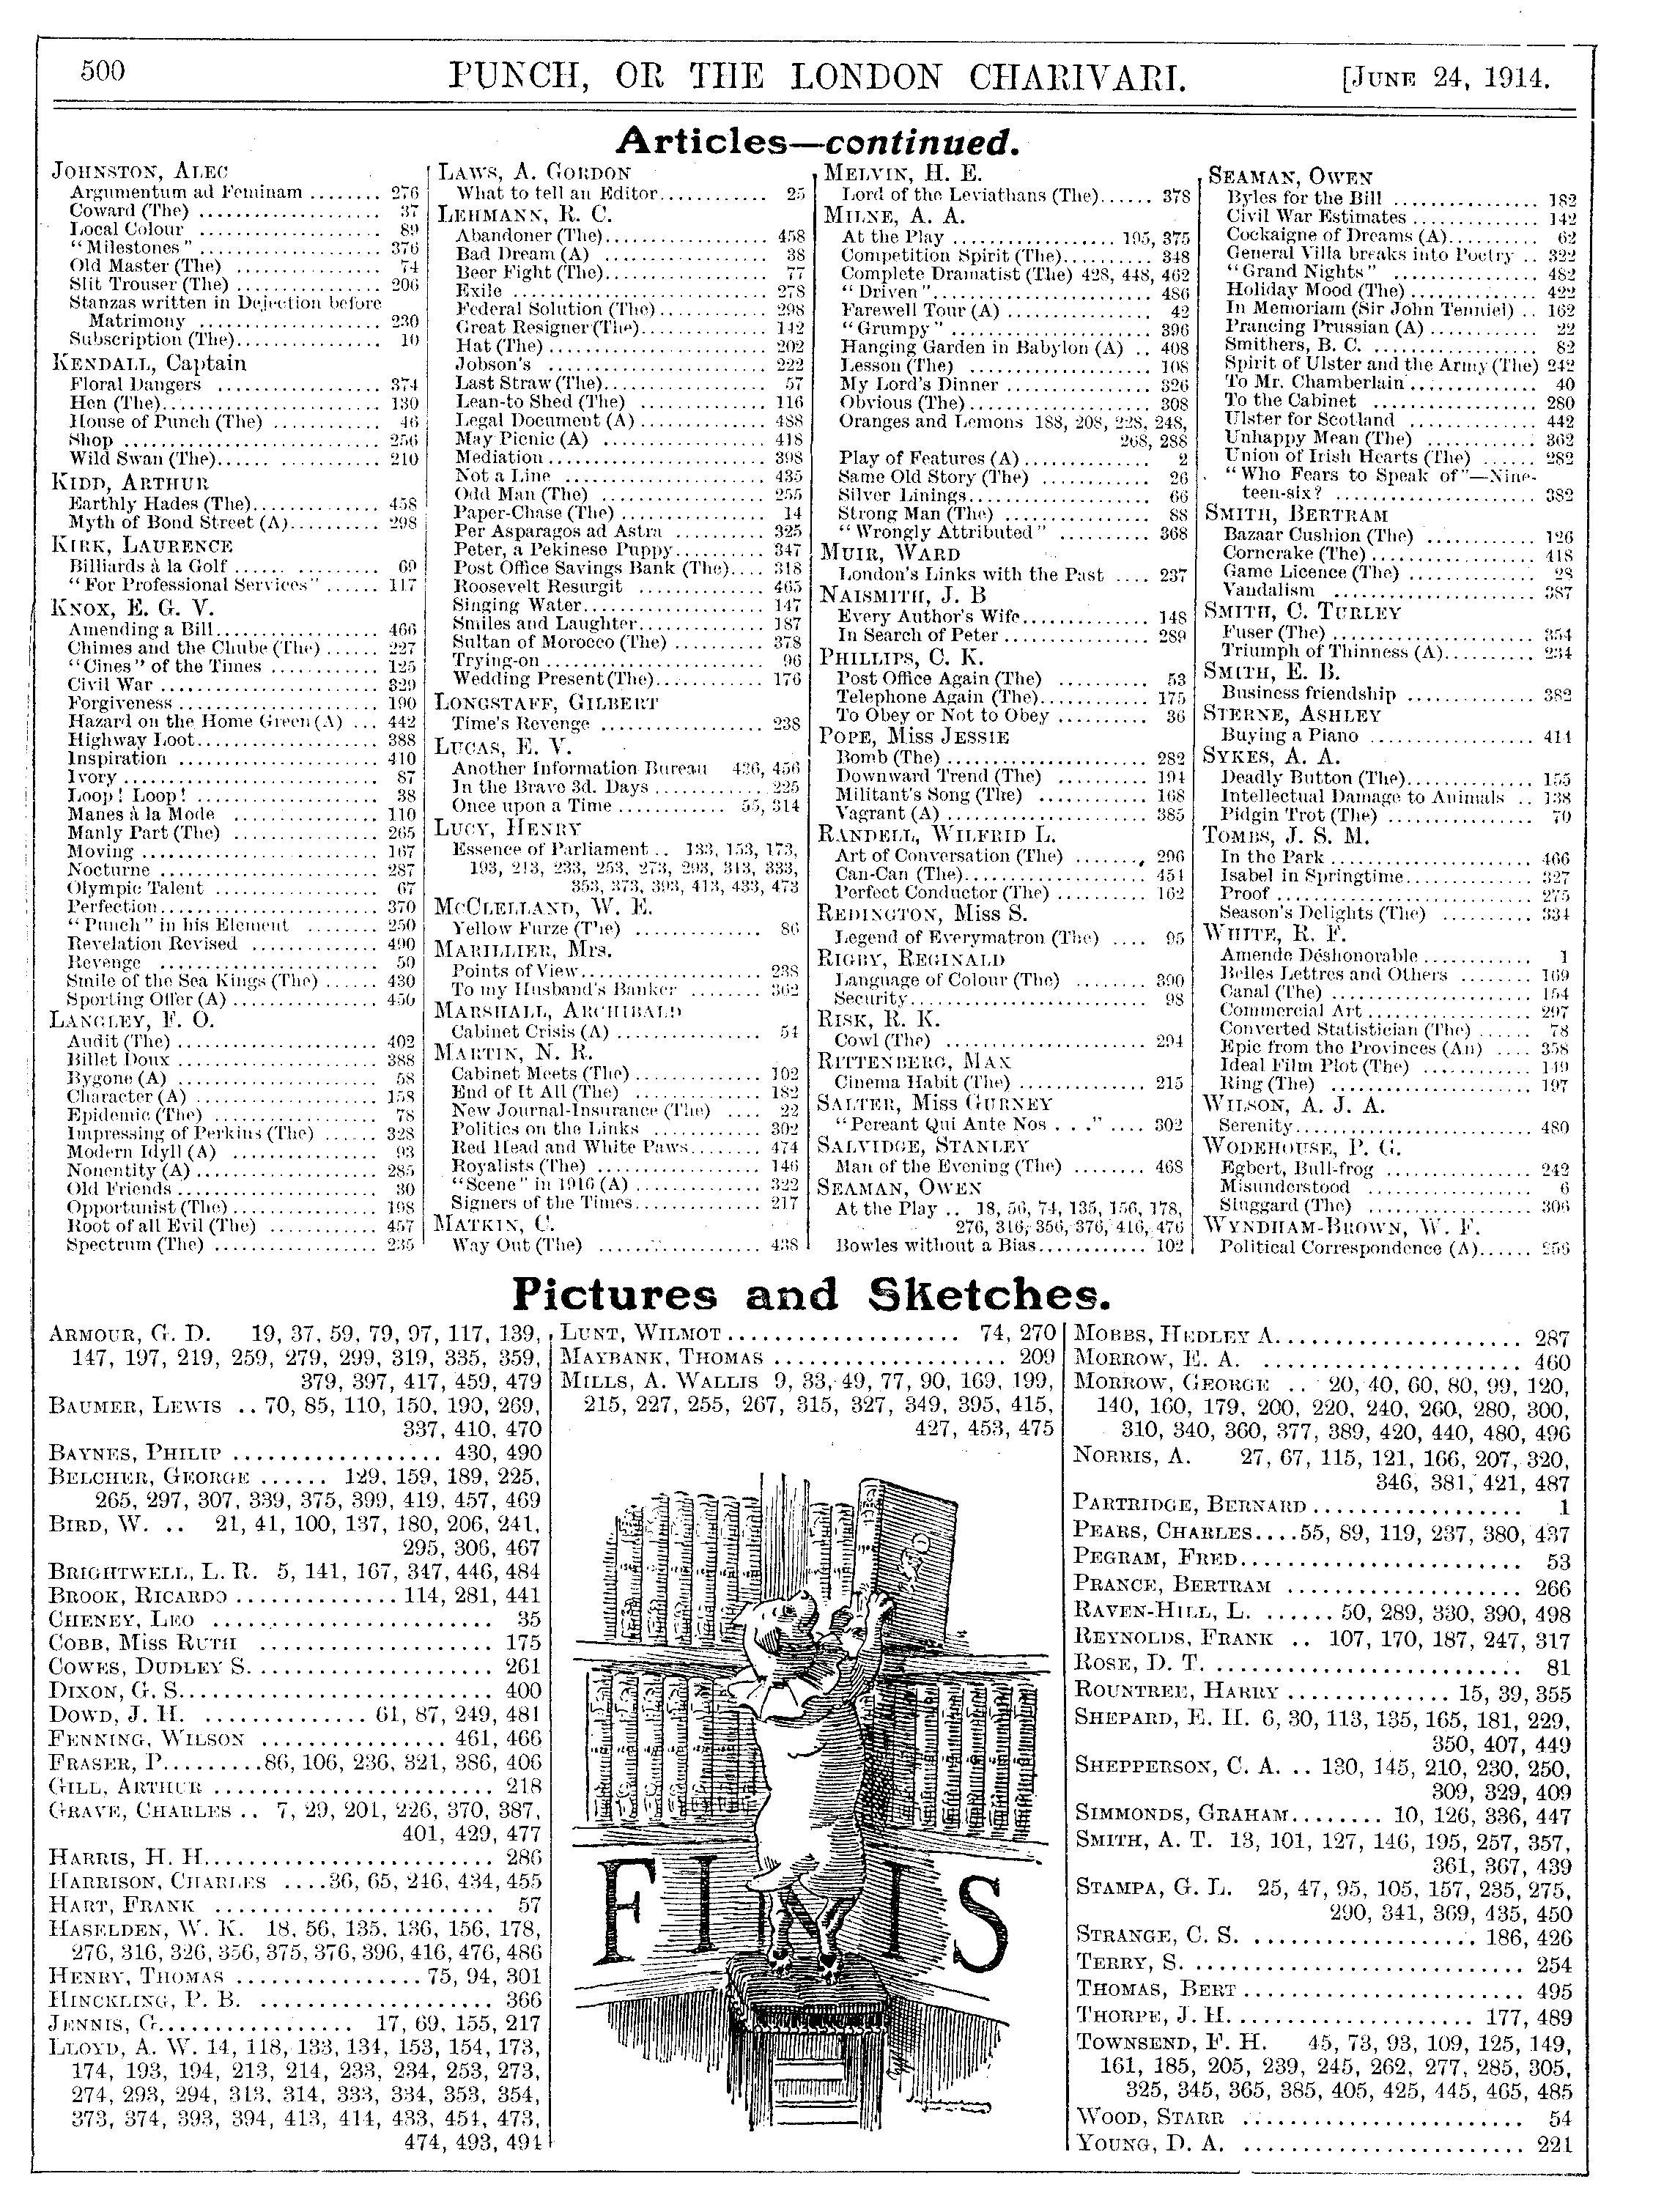 500
PUNCH, OR THE LONDON CHARIVARI.
[JUNE 24, 1914.
Articles—continued.
JOHNSTON, ALEC
Argumentum ad Feminam ........ 276
Coward (The) ................... 37
Local Colour ................... 89
"Milestones" ................... 376
Old Master (The) ................ 74
Slit Trouser (The) ............... 206
Stanzas written in Dejection before
Matrimony ................... 230
Subscription (The)............... 10
KENDALL, Captain
Floral Dangers ................. 374
Hen (The)....................... 130
House of Punch (The) ........... 46
Shop .......................... 256
Wild Swan (The)...... .......... 210
KIDD, ARTHUR
Earthly Hades (The)............. 458
Myth of Bond Street (A).......... 298
KIRK, LAURENCE
Billiards à la Golf ...... ......... 69
"For Professional Services" ...... 117
KNOX, E. G. V.
Amending a Bill................. 466
Chimes and the Chube (The) ...... 227
"Cines" of the Times ............ 125
Civil War ....................... 329
Forgiveness ..................... 190
Hazard on the Home Green (A) ... 442
Highway Loot................... 388
Inspiration ..................... 410
Ivory .......................... 87
Loop! Loop! ................... 38
Manes à la Mode ............... 110
Manly Part (The) ............... 265
Moving ........................ 167
Nocturne ....................... 287
Olympic Talent ................. 67
Perfection....................... 370
"Punch" in his Element ........ 250
Revelation Revised ............. 490
Revenge ....................... 50
Smile of the Sea Kings (The) ...... 430
Sporting Offer (A) ............... 450
LANGLEY, F. O.
Audit (The) ..................... 402
Billet Doux ..................... 388
Bygone (A) ..................... 58
Character (A) ................... 158
Epidemic (The) ................. 78
Impressing of Perkins (The) ...... 328
Modern Idyll (A) ............... 93
Nonentity (A) ................... 285
Old Friends ..................... 30
Opportunist (The)............... 198
Root of all Evil (The) ........... 457
Spectrum (The) ................. 235
LAWS, A. GORDON
What to tell an Editor............ 25
LEHMANN, R. C.
Abandoner (The)................. 458
Bad Dream (A) ................. 38
Beer Fight (The)................. 77
Exile .......................... 278
Federal Solution (The)........... 298
Great Resigner (The)............. 142
Hat (The) ....................... 202
Jobson's ....................... 222
Last Straw (The)................. 57
Lean-to Shed (The) ............. 116
Legal Document (A) ............. 488
May Picnic (A) ................. 418
Mediation ....................... 398
Not a Line ..................... 435
Odd Man (The) ................. 255
Paper-Chase (The) ............... 14
Per Asparagos ad Astra .......... 325
Peter, a Pekinese Puppy.......... 347
Post Office Savings Bank (The).... 318
Roosevelt Resurgit ............... 465
Singing Water................... 147
Smiles and Laughter............. 187
Sultan of Morocco (The) ......... 378
Trying-on ....................... 96
Wedding Present (The)........... 176
LONGSTAFF, GILBERT
Time's Revenge ................. 238
LUCAS, E. V.
Another Information Bureau 436, 456
In the Brave 3d. Days ........... 225
Once upon a Time ........... 55, 314
LUCY, HENRY
Essence of Parliament .. 133, 153, 173,
193, 213, 233, 253, 273, 293, 313, 333,
353, 373, 393, 413, 433, 473
MCCLELLAND, W. E.
Yellow Furze (The) ............. 86
MARILLIER, Mrs.
Points of View................... 238
To my Husband's Banker ........ 362
MARSHALL, ARCHIBALD
Cabinet Crisis (A) ............... 54
MARTIN, N. R.
Cabinet Meets (The) ............. 102
End of It All (The) ............. 182
New Journal-Insurance (The) .... 22
Politics on the Links ............. 302
Red Head and White Paws........ 474
Royalists (The) ................. 146
"Scene" in 1916 (A) ............. 322
Signers of the Times............. 217
MATKIN, C.
Way Out (The) ................. 438
MELVIN, H. E.
Lord of the Leviathans (The)...... 378
MILNE, A. A.
At the Play ................. 195, 375
Competition Spirit (The).......... 348
Complete Dramatist (The) 428, 448, 462
"Driven"....................... 486
Farewell Tour (A) ............... 42
"Grumpy" ..................... 396
Hanging Garden in Babylon (A) .. 408
Lesson (The) ................... 108
My Lord's Dinner ............... 326
Obvious (The)................... 308
Oranges and Lemons 188, 208, 228, 248,
268, 288
Play of Features (A) ............. 2
Same Old Story (The) ........... 26
Silver Linings................... 66
Strong Man (The) ............... 88
"Wrongly Attributed" .......... 368
MUIR, WARD
London's Links with the Past .... 237
NAISMITH, J. B
Every Author's Wife............. 148
In Search of Peter ............... 289
PHILLIPS, C. K.
Post Office Again (The) .......... 53
Telephone Again (The)........... 175
To Obey or Not to Obey .......... 36
POPE, Miss JESSIE
Bomb (The) ..................... 282
Downward Trend (The) .......... 194
Militant's Song (The) ........... 168
Vagrant (A) ..................... 385
RANDELL, WILFRID L.
Art of Conversation (The) ....... 296
Can-Can (The)................... 454
Perfect Conductor (The) .......... 162
REDINGTON, Miss S.
Legend of Everymatron (The) .... 95
RIGBY, REGINALD
Language of Colour (The) ........ 390
Security......................... 98
RISK, R. K.
Cowl (The) ..................... 294
RITTENBERG, MAX
Cinema Habit (The) ............. 215
SALTER, Miss GURNEY
"Pereant Qui Ante Nos . . ." .... 302
SALVIDGE, STANLEY
Man of the Evening (The) ........ 468
SEAMAN, OWEN
At the Play .. 18, 56, 74, 135, 156, 178,
276, 316, 356, 376, 416, 476
Bowles without a Bias............ 102
SEAMAN, OWEN
Byles for the Bill ............... 182
Civil War Estimates ............. 142
Cockaigne of Dreams (A).......... 62
General Villa breaks into Poetry .. 322
"Grand Nights" ............... 482
Holiday Mood (The) ............. 422
In Memoriam (Sir John Tenniel) .. 162
Prancing Prussian (A) ........... 22
Smithers, B. C. ................. 82
Spirit of Ulster and the Army (The) 242
To Mr. Chamberlain ............. 40
To the Cabinet ................. 280
Ulster for Scotland ............. 442
Unhappy Mean (The) ........... 362
Union of Irish Hearts (The) ...... 282
"Who Fears to Speak of"—Nine-
teen-six? ..................... 382
SMITH, BERTRAM
Bazaar Cushion (The) ........... 126
Corncrake (The)................. 418
Game Licence (The) ............. 28
Vandalism ..................... 387
SMITH, C. TURLEY
Fuser (The) ..................... 354
Triumph of Thinness (A).......... 234
SMITH, E. B.
Business friendship ............. 382
STERNE, ASHLEY
Buying a Piano ................. 414
SYKES, A. A.
Deadly Button (The)............. 155
Intellectual Damage to Animals .. 138
Pidgin Trot (The) ............... 70
TOMBS, J. S. M.
In the Park ..................... 466
Isabel in Springtime............. 327
Proof .......................... 275
Season's Delights (The) .......... 334
WHITE, R. F.
Amende Déshonorable ........... 1
Belles Lettres and Others ........ 169
Canal (The) ..................... 154
Commercial Art ................. 297
Converted Statistician (The) ...... 78
Epic from the Provinces (An) .... 358
Ideal Film Plot (The) ........... 149
Ring (The) ..................... 197
WILSON, A. J. A.
Serenity......................... 480
WODEHOUSE, P. G.
Egbert, Bull-frog ............... 242
Misunderstood ................. 6
Sluggard (The) ................. 306
WYNDHAM-BROWN, W. F.
Political Correspondence (A)...... 256
Pictures and Sketches.
ARMOUR, G. D. 19, 37, 59, 79, 97, 117, 139,
147, 197, 219, 259, 279, 299, 319, 335, 359,
379, 397, 417, 459, 479
BAUMER, LEWIS .. 70, 85, 110, 150, 190, 269,
337, 410, 470
BAYNES, PHILIP .................. 430, 490
BELCHER, GEORGE ...... 129, 159, 189, 225,
265, 297, 307, 339, 375, 399, 419, 457, 469
BIRD, W. .. 21, 41, 100, 137, 180, 206, 241,
295, 306, 467
BRIGHTWELL, L. R. 5, 141, 167, 347, 446, 484
BROOK, RICARDO .............. 114, 281, 441
CHENEY, LEO ......................... 35
COBB, Miss RUTH ..................... 175
COWES, DUDLEY S. ..................... 261
DIXON, G. S............................ 400
DOWD, J. H. .............. 61, 87, 249, 481
FENNING, WILSON ................ 461, 466
FRASER, P.........86, 106, 236, 321, 386, 406
GILL, ARTHUR ......................... 218
GRAVE, CHARLES .. 7, 29, 201, 226, 370, 387,
401, 429, 477
HARRIS, H. H.......................... 286
HARRISON, CHARLES ....36, 65, 246, 434, 455
HART, FRANK ......................... 57
HASELDEN, W. K. 18, 56, 135, 136, 156, 178,
276, 316, 326, 356, 375, 376, 396, 416, 476, 486
HENRY, THOMAS ................ 75, 94, 301
HINCKLING, P. B. ..................... 366
JENNIS, G................. 17, 69, 155, 217
LLOYD, A. W. 14, 118, 133, 134, 153, 154, 173,
174, 193, 194, 213, 214, 233, 234, 253, 273,
274, 293, 294, 313, 314, 333, 334, 353, 354,
373, 374, 393, 394, 413, 414, 433, 454, 473,
474, 493, 494
LUNT, WILMOT .................... 74, 270
MAYBANK, THOMAS ..................... 209
MILLS, A. WALLIS 9, 33, 49, 77, 90, 169, 199,
215, 227, 255, 267, 315, 327, 349, 395, 415,
427, 453, 475
FINIS
MOBBS, HEDLEY A. ..................... 287
MORROW, E. A. ....................... 460
MORROW, GEORGE .. 20, 40, 60, 80, 99, 120,
140, 160, 179, 200, 220, 240, 260, 280, 300,
310, 340, 360, 377, 389, 420, 440, 480, 496
NORRIS, A. 27, 67, 115, 121, 166, 207, 320,
346, 381, 421, 487
PARTRIDGE, BERNARD ................... 1
PEARS, CHARLES....55, 89, 119, 237, 380, 437
PEGRAM, FRED......................... 53
PRANCE, BERTRAM ..................... 266
RAVEN-HILL, L. ...... 50, 289, 330, 390, 498
REYNOLDS, FRANK .. 107, 170, 187, 247, 317
ROSE, D. T. ........................... 81
ROUNTREE, HARRY .............. 15, 39, 355
SHEPARD, E. H. 6, 30, 113, 135, 165, 181, 229,
350, 407, 449
SHEPPERSON, C. A. .. 130, 145, 210, 230, 250,
309, 329, 409
SIMMONDS, GRAHAM........ 10, 126, 336, 447
SMITH, A. T. 13, 101, 127, 146, 195, 257, 357,
361, 367, 439
STAMPA, G. L. 25, 47, 95, 105, 157, 235, 275,
290, 341, 369, 435, 450
STRANGE, C. S. .................... 186, 426
TERRY, S. ............................. 254
THOMAS, BERT ......................... 495
THORPE, J. H. ..................... 177, 489
TOWNSEND, F. H. 45, 73, 93, 109, 125, 149,
161, 185, 205, 239, 245, 262, 277, 285, 305,
325, 345, 365, 385, 405, 425, 445, 465, 485
WOOD, STARR ......................... 54
YOUNG, D. A. ......................... 221